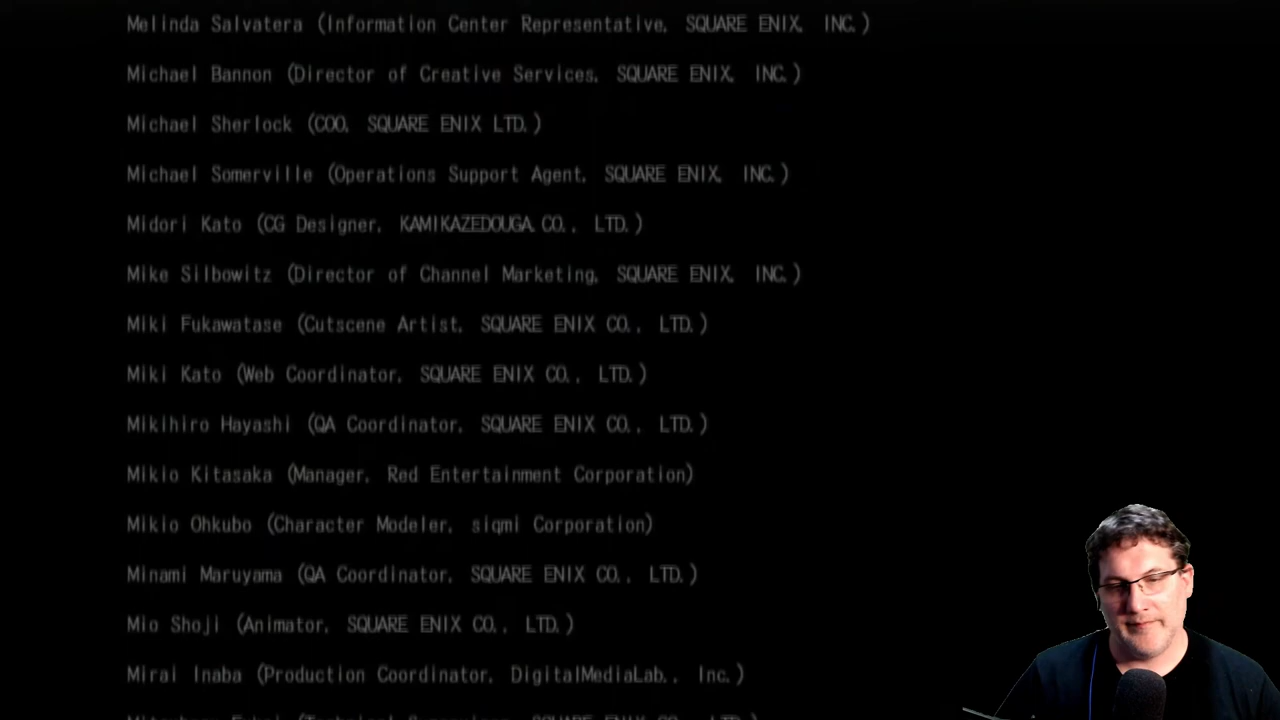 Melinda Salvatera (Information Center Representative, SQUARE ENIX, INC.)
Michael Bannon (Director of Creative Services, SQUARE ENIX, INC.)
Michael Sherlock (COO, SQUARE ENIX LTD.)
Michael Somerville (Operations Support Agent, SQUARE ENIX, INC.)
Midori Kato (CG Designer, KAMIKAZEDOUGA CO., LTD.)
Mike Silbowitz (Director of Channel Marketing, SQUARE ENIX, INC.)
Miki Fukawatase (Cutscene Artist, SQUARE ENIX CO., LTD.)
Miki Kato (Web Coordinator, SQUARE ENIX CO., LTD.)
Mikihiro Hayashi (QA Coordinator, SQUARE ENIX CO., LTD.)
Mikio Kitasaka (Manager, Red Entertainment Corporation)
Mikio Ohkubo (Character Modeler, siqmi Corporation)
Minami Maruyama (QA Coordinator, SQUARE ENIX CO., LTD.)
Mio Shoji (Animator, SQUARE ENIX CO., LTD.)
Mirai Inaba (Production Coordinator, DigitalMediaLab., Inc.)